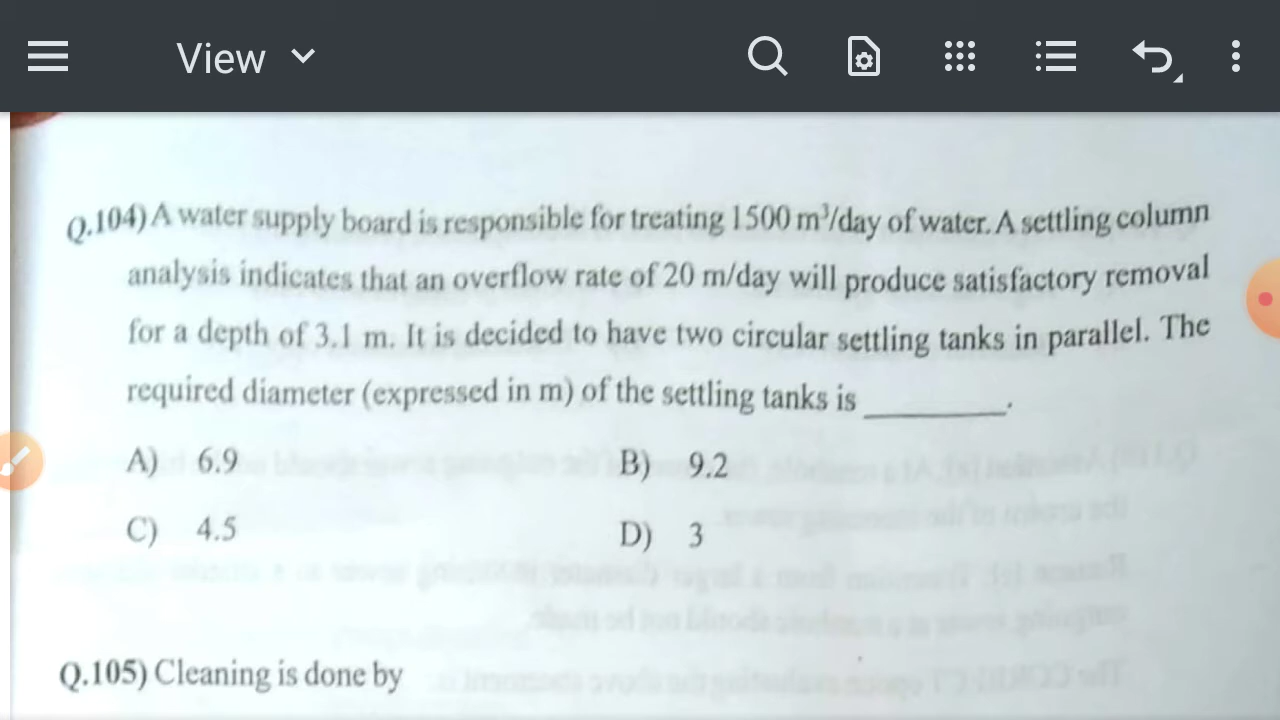 View
Q.104) A water supply board is responsible for treating 1500 m³/day of water. A settling column
analysis indicates that an overflow rate of 20 m/day will produce satisfactory removal
for a depth of 3.1 m. It is decided to have two circular settling tanks in parallel. The
required diameter (expressed in m) of the settling tanks is ________.
A) 6.9 B) 9.2
C) 4.5 D) 3
Q.105) Cleaning is done by